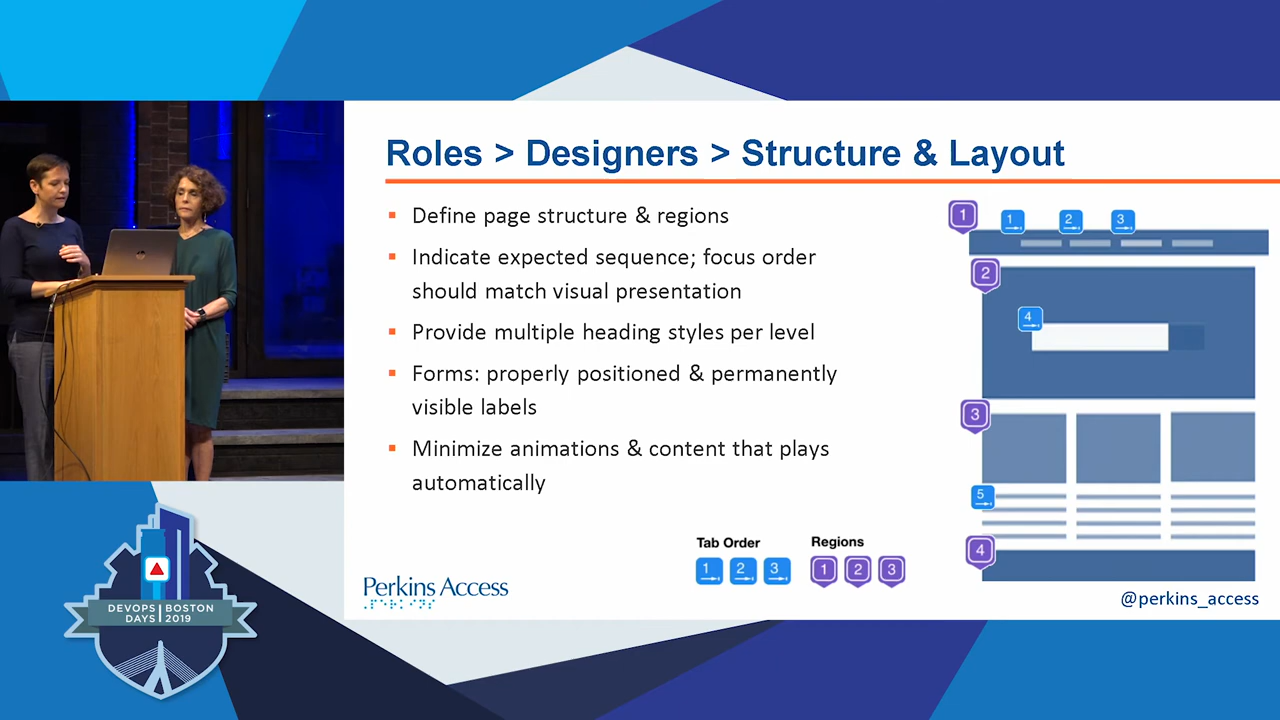 Roles > Designers > Structure & Layout
▪ Define page structure & regions
▪ Indicate expected sequence; focus order
should match visual presentation
▪ Provide multiple heading styles per level
▪ Forms: properly positioned & permanently
visible labels
▪ Minimize animations & content that plays
automatically
1
1 2 3
2
4
3
5
4
Tab Order
1 2 3
Regions
1 2 3
Perkins Access
⠠⠏⠑⠗⠅⠊⠝⠎
@perkins_access
DEVOPS BOSTON
DAYS 2019